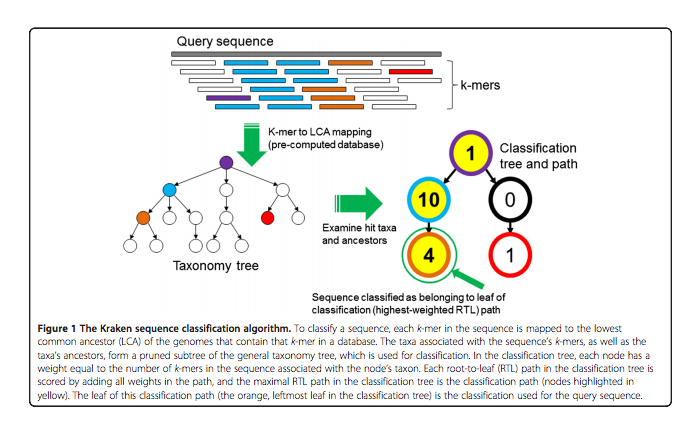 Query sequence
k-mers
K-mer to LCA mapping
(pre-computed database)
1
Classification
tree and path
10
0
Examine hit taxa
and ancestors
4
1
Taxonomy tree
Sequence classified as belonging to leaf of
classification (highest-weighted RTL) path
Figure 1 The Kraken sequence classification algorithm. To classify a sequence, each k-mer in the sequence is mapped to the lowest
common ancestor (LCA) of the genomes that contain that k-mer in a database. The taxa associated with the sequence's k-mers, as well as the
taxa's ancestors, form a pruned subtree of the general taxonomy tree, which is used for classification. In the classification tree, each node has a
weight equal to the number of k-mers in the sequence associated with the node's taxon. Each root-to-leaf (RTL) path in the classification tree is
scored by adding all weights in the path, and the maximal RTL path in the classification tree is the classification path (nodes highlighted in
yellow). The leaf of this classification path (the orange, leftmost leaf in the classification tree) is the classification used for the query sequence.